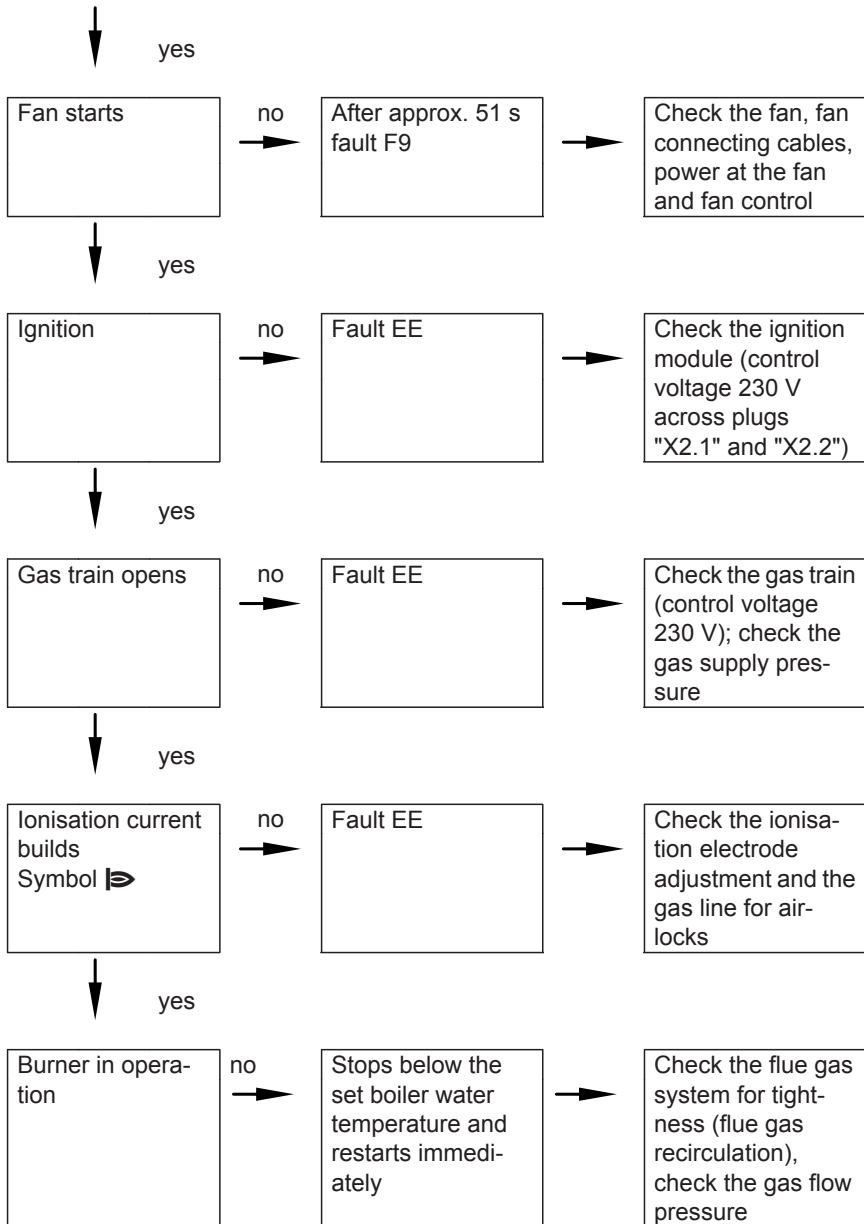 yes
Fan starts
no
After approx. 51 s
fault F9
Check the fan, fan
connecting cables,
power at the fan
and fan control
yes
Ignition
no
Fault EE
Check the ignition
module (control
voltage 230 V
across plugs
"X2.1" and "X2.2")
yes
Gas train opens
no
Fault EE
Check the gas train
(control voltage
230 V); check the
gas supply pres-
sure
yes
Ionisation current
builds
Symbol
no
Fault EE
Check the ionisa-
tion electrode
adjustment and the
gas line for air-
locks
yes
Burner in opera-
tion
no
Stops below the
set boiler water
temperature and
restarts immedi-
ately
Check the flue gas
system for tight-
ness (flue gas
recirculation),
check the gas flow
pressure